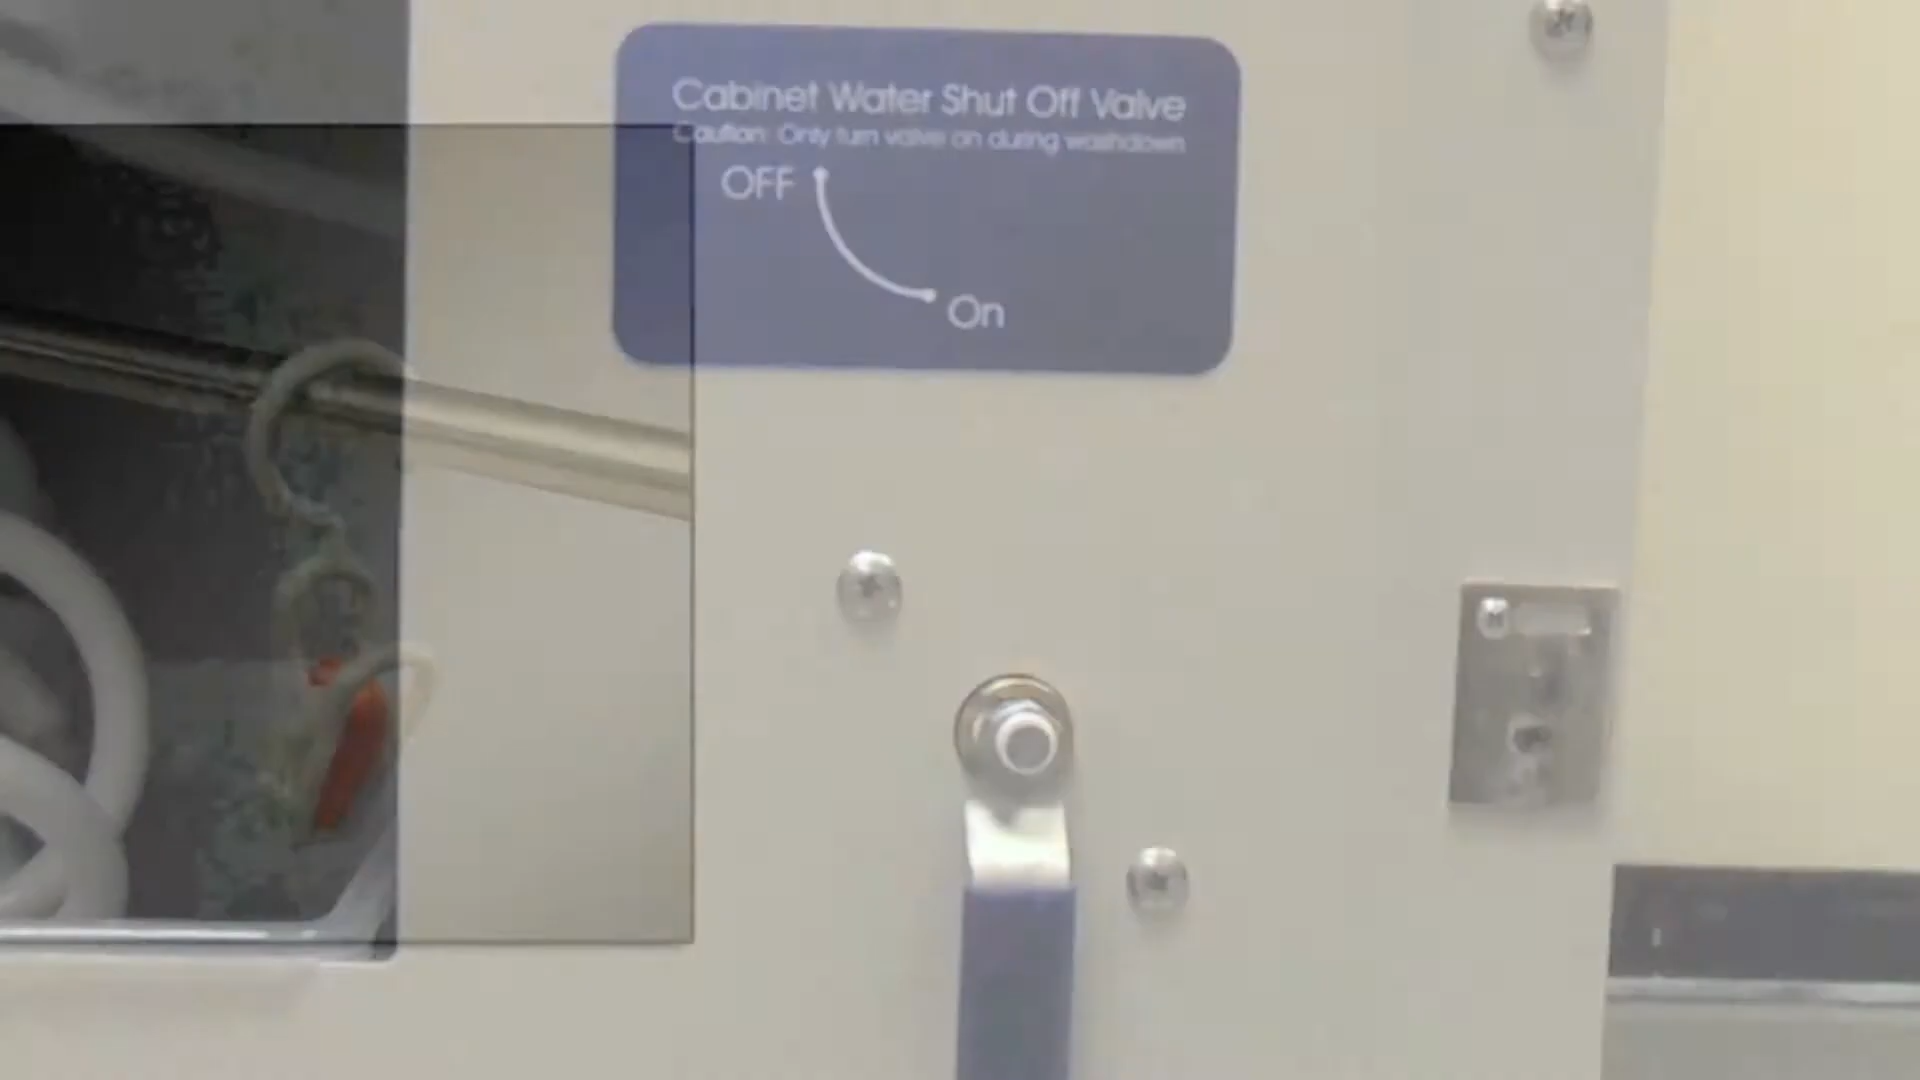 Cabinet Water Shut Off Valve
Caution: Only turn valve on during washdown
OFF
On